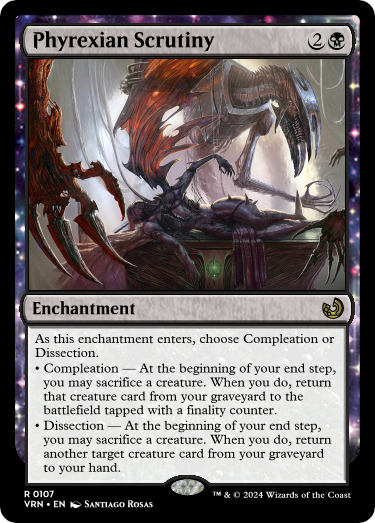 Phyrexian Scrutiny 2
Enchantment
As this enchantment enters, choose Compleation or
Dissection.
• Compleation — At the beginning of your end step,
you may sacrifice a creature. When you do, return
that creature card from your graveyard to the
battlefield tapped with a finality counter.
• Dissection — At the beginning of your end step,
you may sacrifice a creature. When you do, return
another target creature card from your graveyard
to your hand.
R 0107
VRN • EN Santiago Rosas
™ & © 2024 Wizards of the Coast